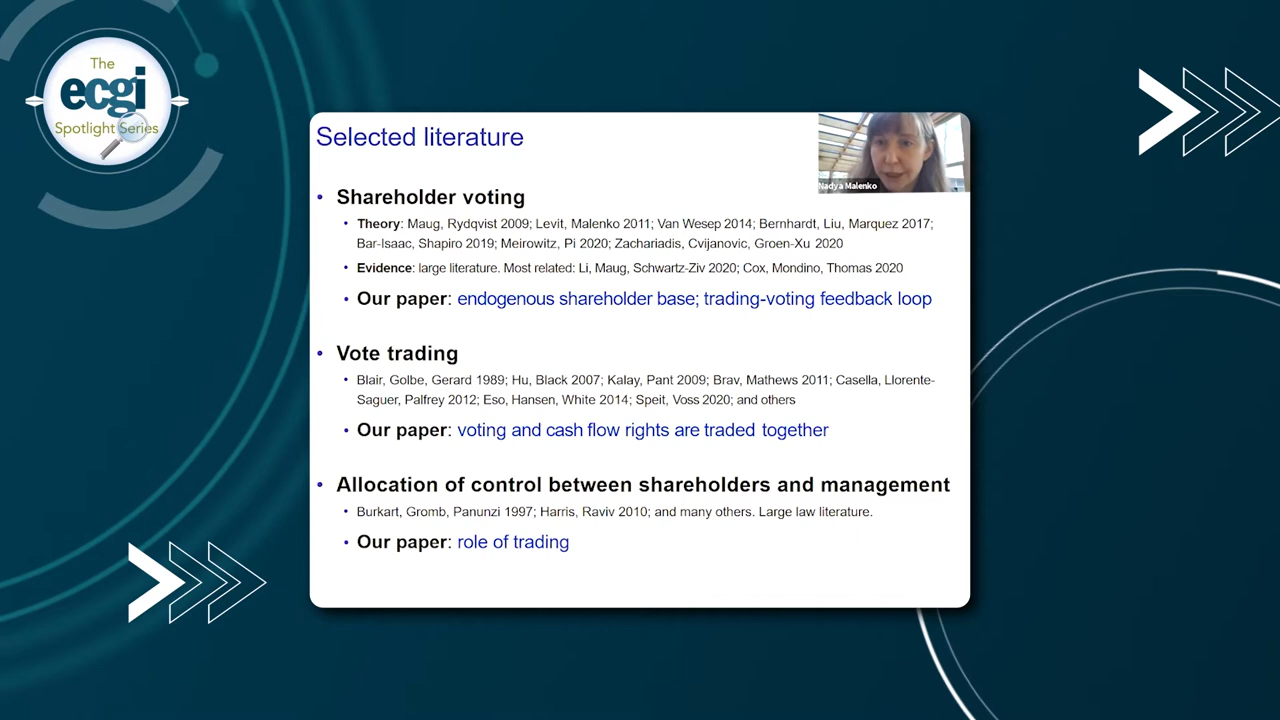 The
ecgi
Spotlight Series
Selected literature
Nadya Malenko
• Shareholder voting
• Theory: Maug, Rydqvist 2009; Levit, Malenko 2011; Van Wesep 2014; Bernhardt, Liu, Marquez 2017;
Bar-Isaac, Shapiro 2019; Meirowitz, Pi 2020; Zachariadis, Cvijanovic, Groen-Xu 2020
• Evidence: large literature. Most related: Li, Maug, Schwartz-Ziv 2020; Cox, Mondino, Thomas 2020
• Our paper: endogenous shareholder base; trading-voting feedback loop
• Vote trading
• Blair, Golbe, Gerard 1989; Hu, Black 2007; Kalay, Pant 2009; Brav, Mathews 2011; Casella, Llorente-
Saguer, Palfrey 2012; Eso, Hansen, White 2014; Speit, Voss 2020; and others
• Our paper: voting and cash flow rights are traded together
• Allocation of control between shareholders and management
• Burkart, Gromb, Panunzi 1997; Harris, Raviv 2010; and many others. Large law literature.
• Our paper: role of trading